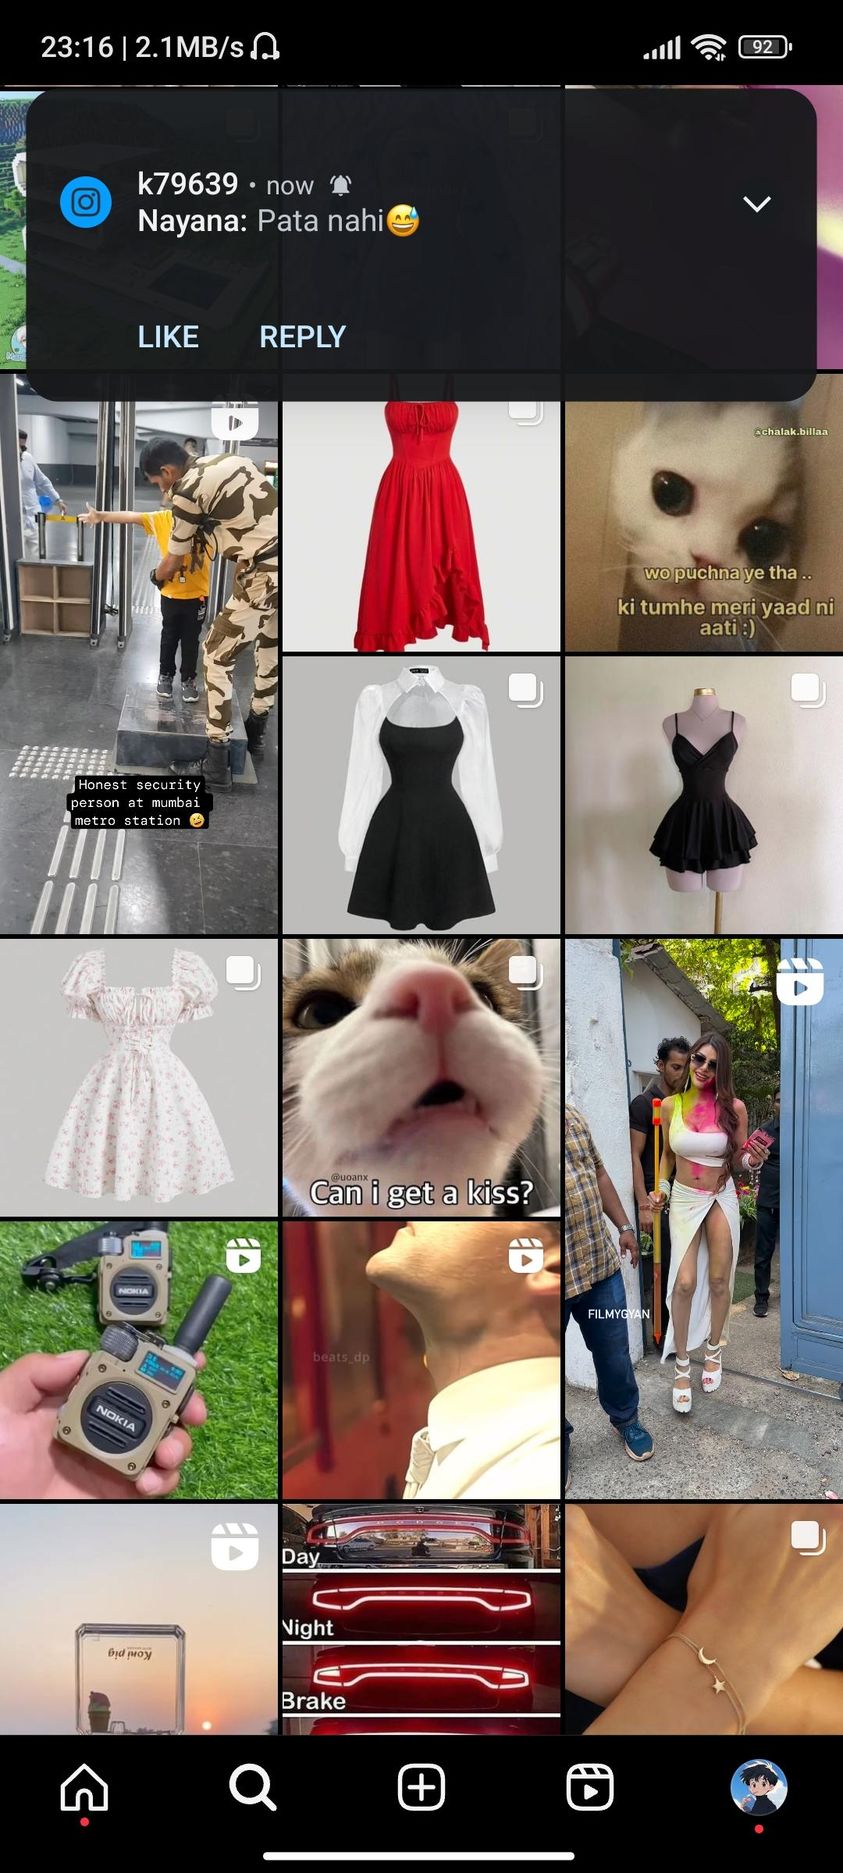 23:16 | 2.1MB/s
92
k79639 • now
Nayana: Pata nahi😅
LIKE REPLY
@chalak.billaa
wo puchna ye tha ..
ki tumhe meri yaad ni
aati :)
Honest security
person at mumbai
metro station 🤪
@uoanx
Can i get a kiss?
FILMYGYAN
NOKIA
NOKIA
beats_dp
Koni pig
Day
Night
Brake